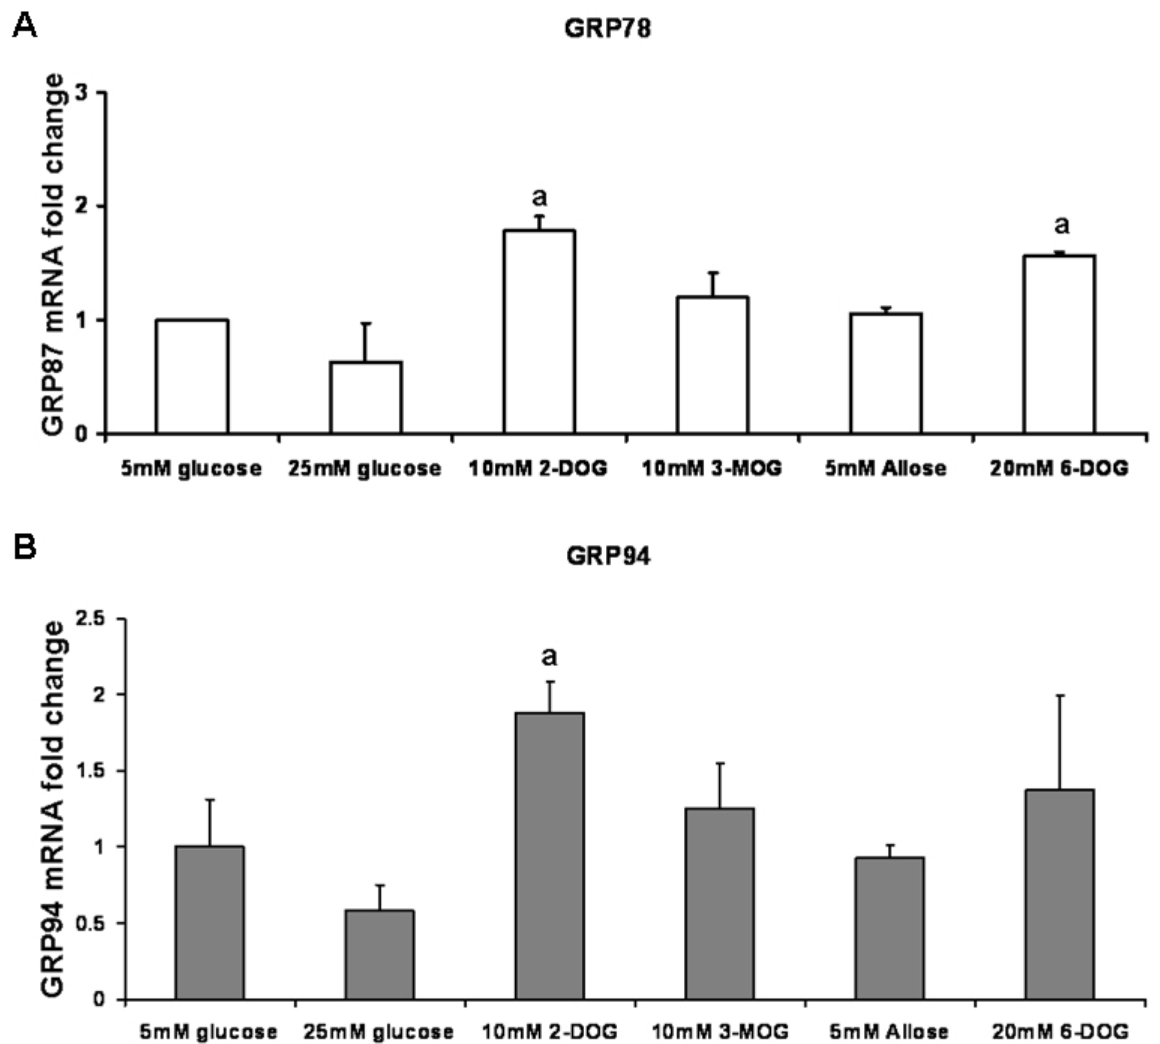 A
GRP78
GRP87 mRNA fold change
3
2
1
0
a
a
5mM glucose 25mM glucose 10mM 2-DOG 10mM 3-MOG 5mM Allose 20mM 6-DOG
B
GRP94
GRP94 mRNA fold change
2.5
2
1.5
1
0.5
0
a
5mM glucose 25mM glucose 10mM 2-DOG 10mM 3-MOG 5mM Allose 20mM 6-DOG